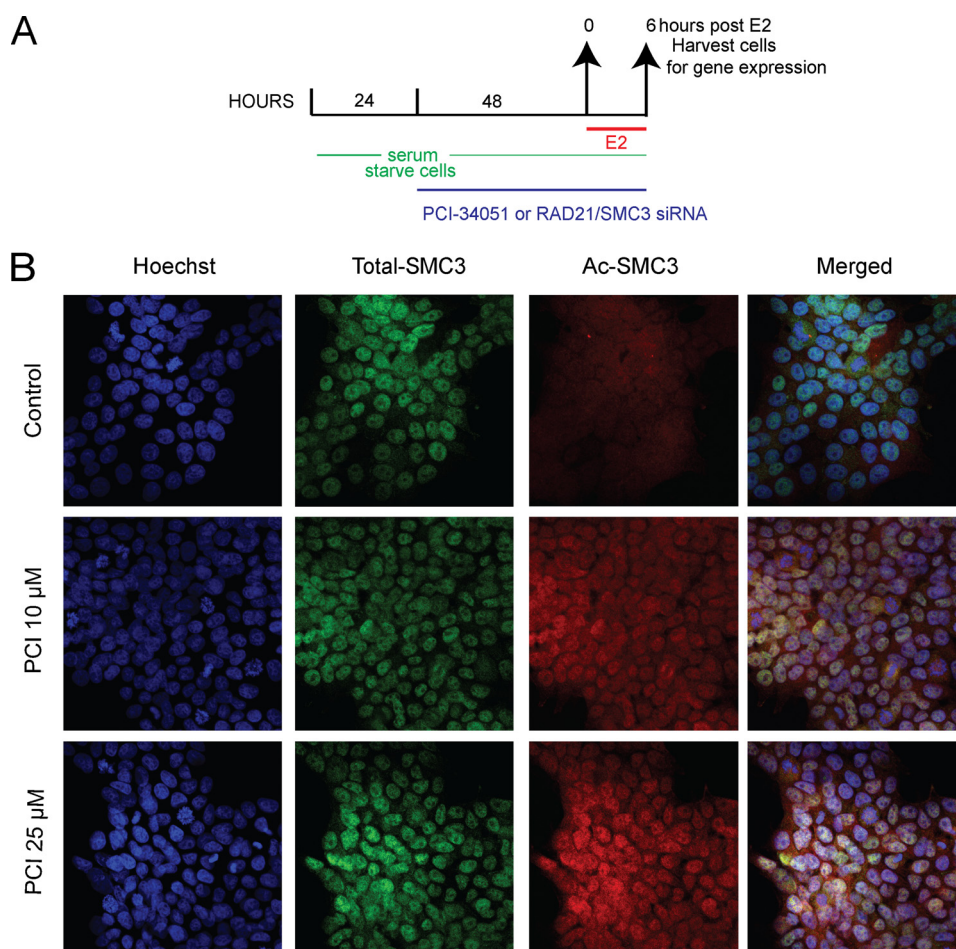 A
0
6 hours post E2
Harvest cells
for gene expression
HOURS
24
48
E2
serum
starve cells
PCI-34051 or RAD21/SMC3 siRNA
B
Hoechst
Total-SMC3
Ac-SMC3
Merged
Control
PCI 10 µM
PCI 25 µM